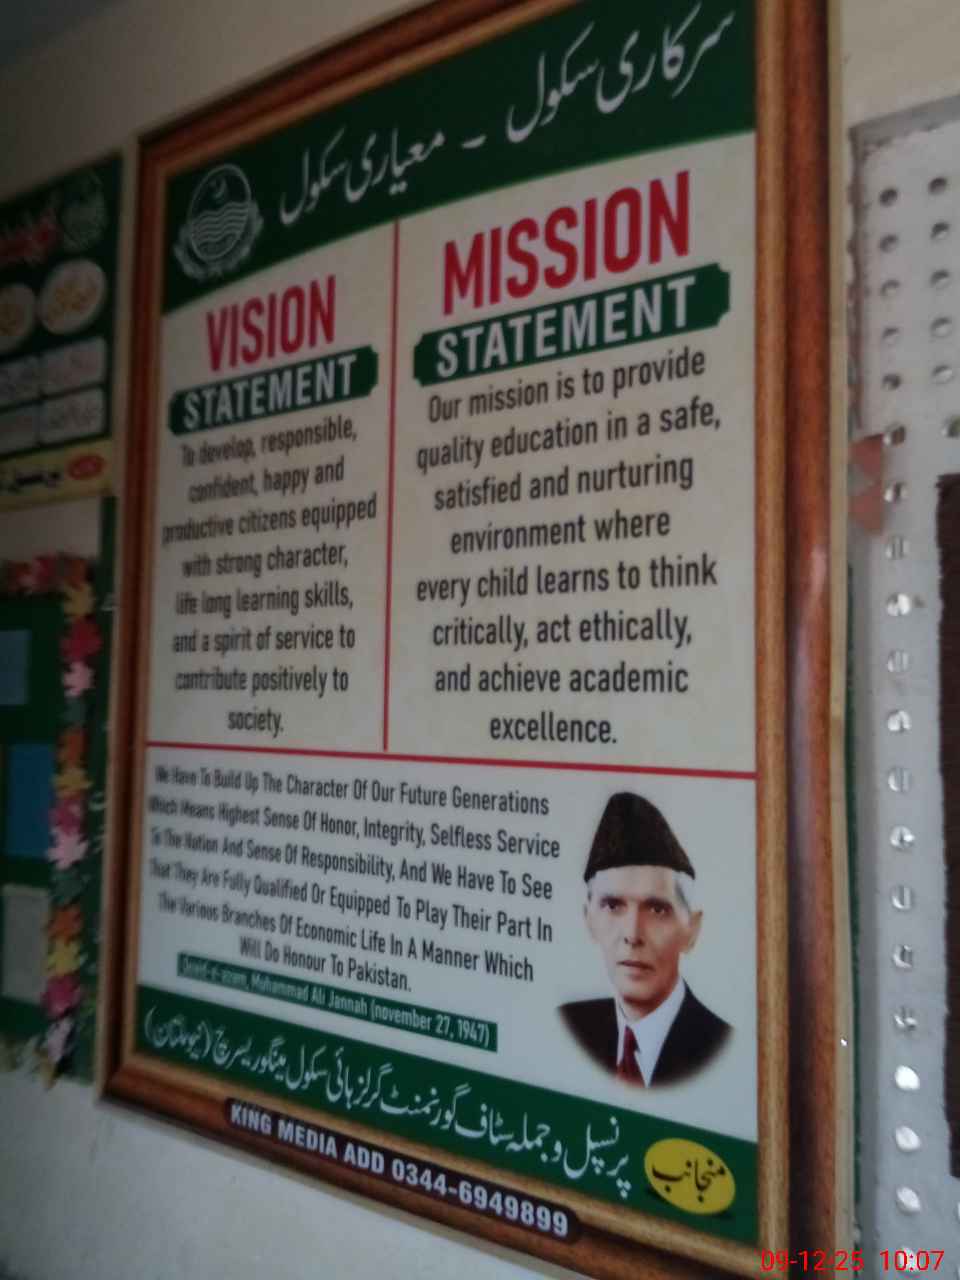 سرکاری سکول - معیاری سکول
VISION
STATEMENT
To develop, responsible,
confident, happy and
productive citizens equipped
with strong character,
life long learning skills,
and a spirit of service to
contribute positively to
society.
MISSION
STATEMENT
Our mission is to provide
quality education in a safe,
satisfied and nurturing
environment where
every child learns to think
critically, act ethically,
and achieve academic
excellence.
We Have To Build Up The Character Of Our Future Generations
Which Means Highest Sense Of Honor, Integrity, Selfless Service
To The Nation And Sense Of Responsibility, And We Have To See
That They Are Fully Qualified Or Equipped To Play Their Part In
The Various Branches Of Economic Life In A Manner Which
Will Do Honour To Pakistan.
Muhammad Ali Jannah (november 27, 1947)
منجانب
پرنسپل و جملہ سٹاف گورنمنٹ گرلز ہائی سکول مینگو ریسرچ (نیو ملتان)
KING MEDIA ADD 0344-6949899
09-12-25 10:07